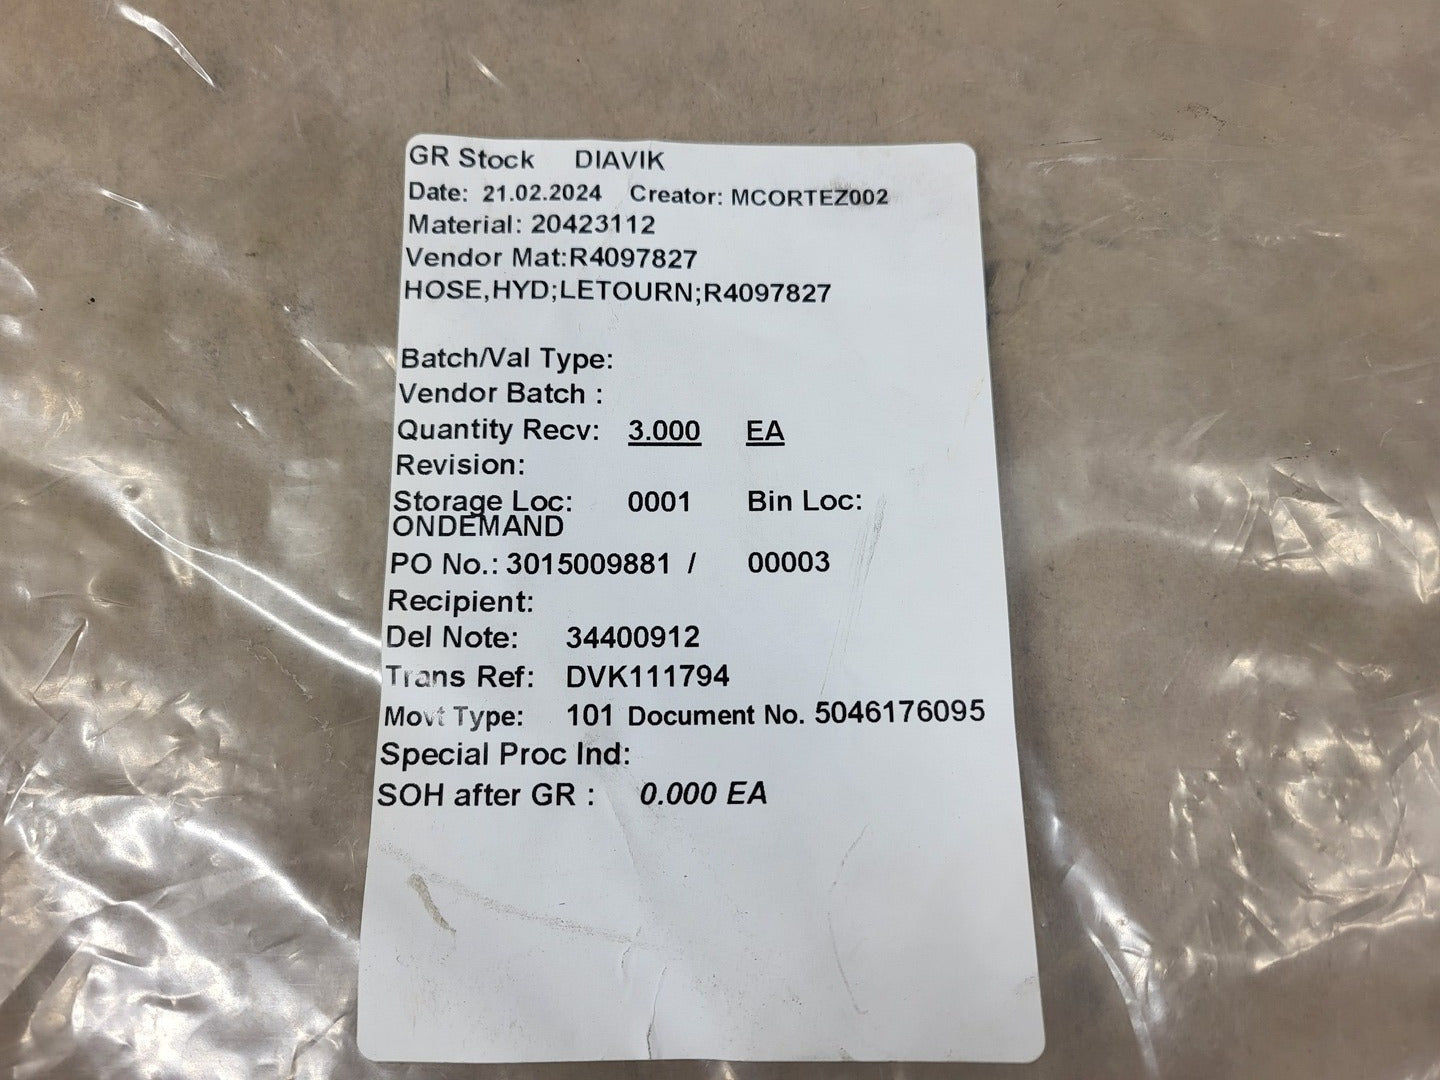 GR Stock DIAVIK
Date: 21.02.2024 Creator: MCORTEZ002
Material: 20423112
Vendor Mat:R4097827
HOSE,HYD;LETOURN;R4097827
Batch/Val Type:
Vendor Batch :
Quantity Recv: 3.000 EA
Revision:
Storage Loc: 0001 Bin Loc:
ONDEMAND
PO No.: 3015009881 / 00003
Recipient:
Del Note: 34400912
Trans Ref: DVK111794
Movt Type: 101 Document No. 5046176095
Special Proc Ind:
SOH after GR : 0.000 EA